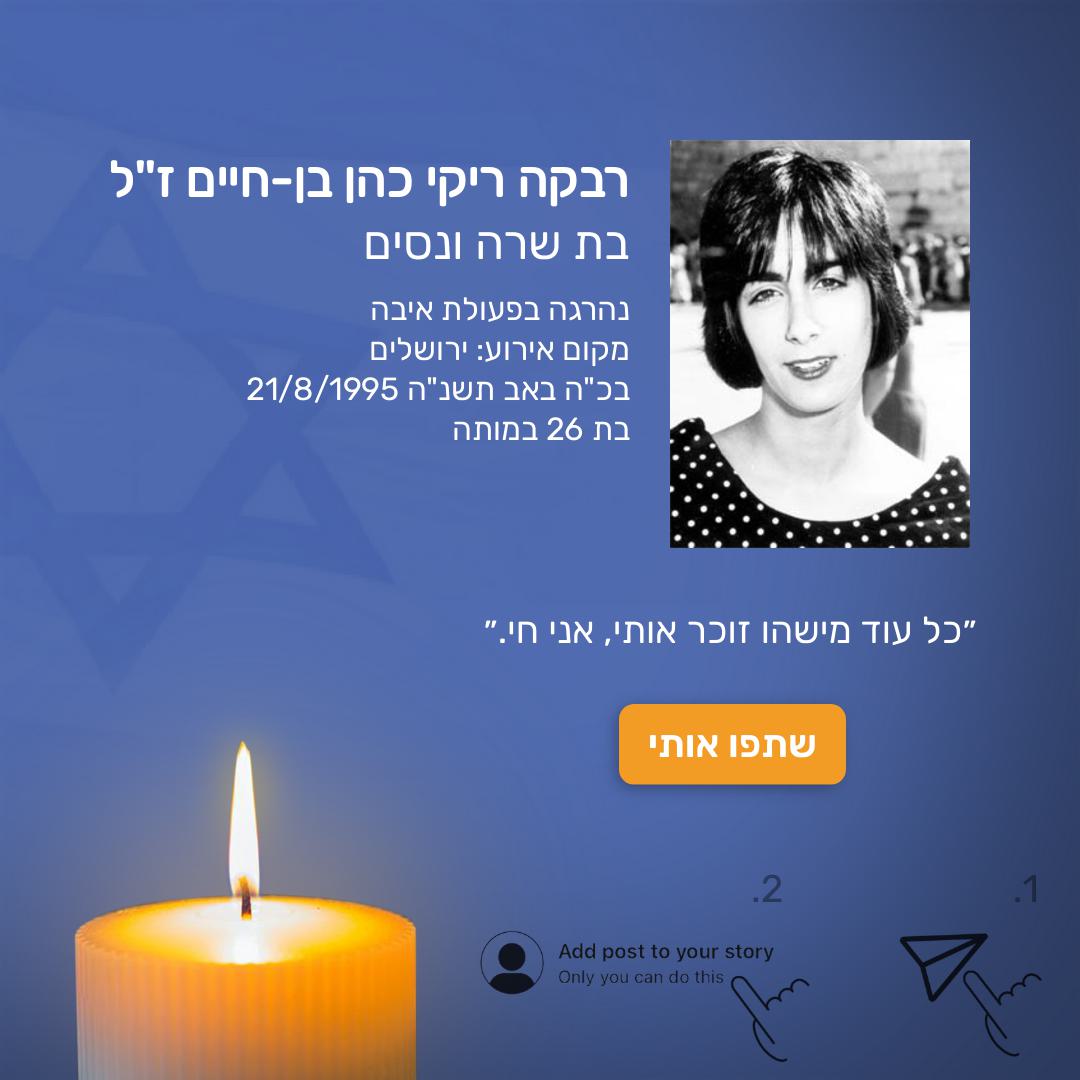 רבקה ריקי כהן בן-חיים ז"ל
בת שרה ונסים
נהרגה בפעולת איבה
מקום אירוע: ירושלים
בכ"ה באב תשנ"ה 21/8/1995
בת 26 במותה
״כל עוד מישהו זוכר אותי, אני חי.״
שתפו אותי
1.
2.
Add post to your story
Only you can do this